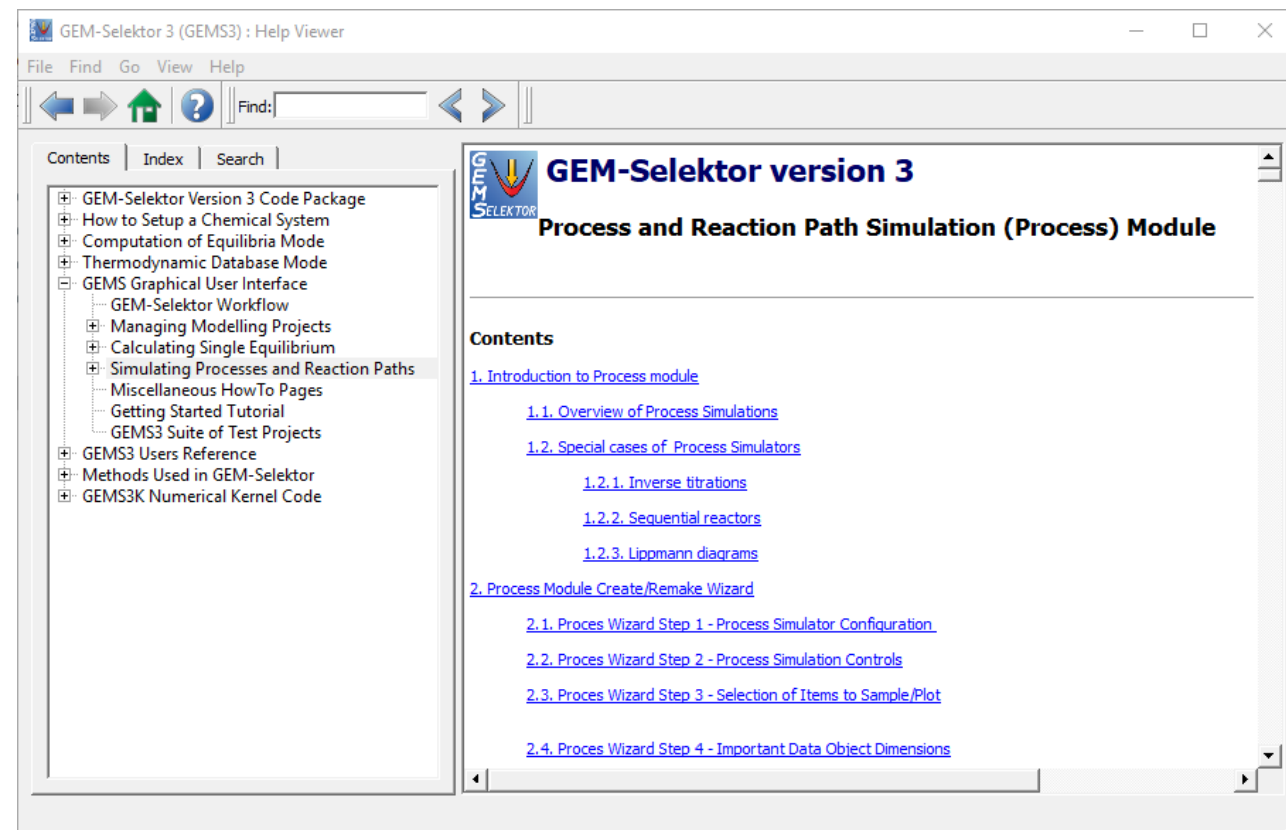 GEM-Selektor 3 (GEMS3) : Help Viewer
File Find Go View Help
Find:
Contents Index Search
GEM-Selektor Version 3 Code Package
How to Setup a Chemical System
Computation of Equilibria Mode
Thermodynamic Database Mode
GEMS Graphical User Interface
GEM-Selektor Workflow
Managing Modelling Projects
Calculating Single Equilibrium
Simulating Processes and Reaction Paths
Miscellaneous HowTo Pages
Getting Started Tutorial
GEMS3 Suite of Test Projects
GEMS3 Users Reference
Methods Used in GEM-Selektor
GEMS3K Numerical Kernel Code
GEMS
SELEKTOR
GEM-Selektor version 3
Process and Reaction Path Simulation (Process) Module
Contents
1. Introduction to Process module
1.1. Overview of Process Simulations
1.2. Special cases of Process Simulators
1.2.1. Inverse titrations
1.2.2. Sequential reactors
1.2.3. Lippmann diagrams
2. Process Module Create/Remake Wizard
2.1. Proces Wizard Step 1 - Process Simulator Configuration
2.2. Proces Wizard Step 2 - Process Simulation Controls
2.3. Proces Wizard Step 3 - Selection of Items to Sample/Plot
2.4. Proces Wizard Step 4 - Important Data Object Dimensions